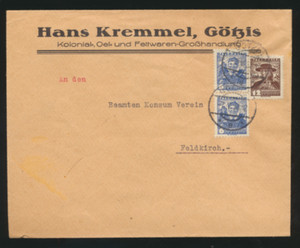 Hans Kremmel, Götzis
Kolonial-, Oel- und Fettwaren-Großhandlung
An den
Beamten Konsum Verein
Feldkirch.-